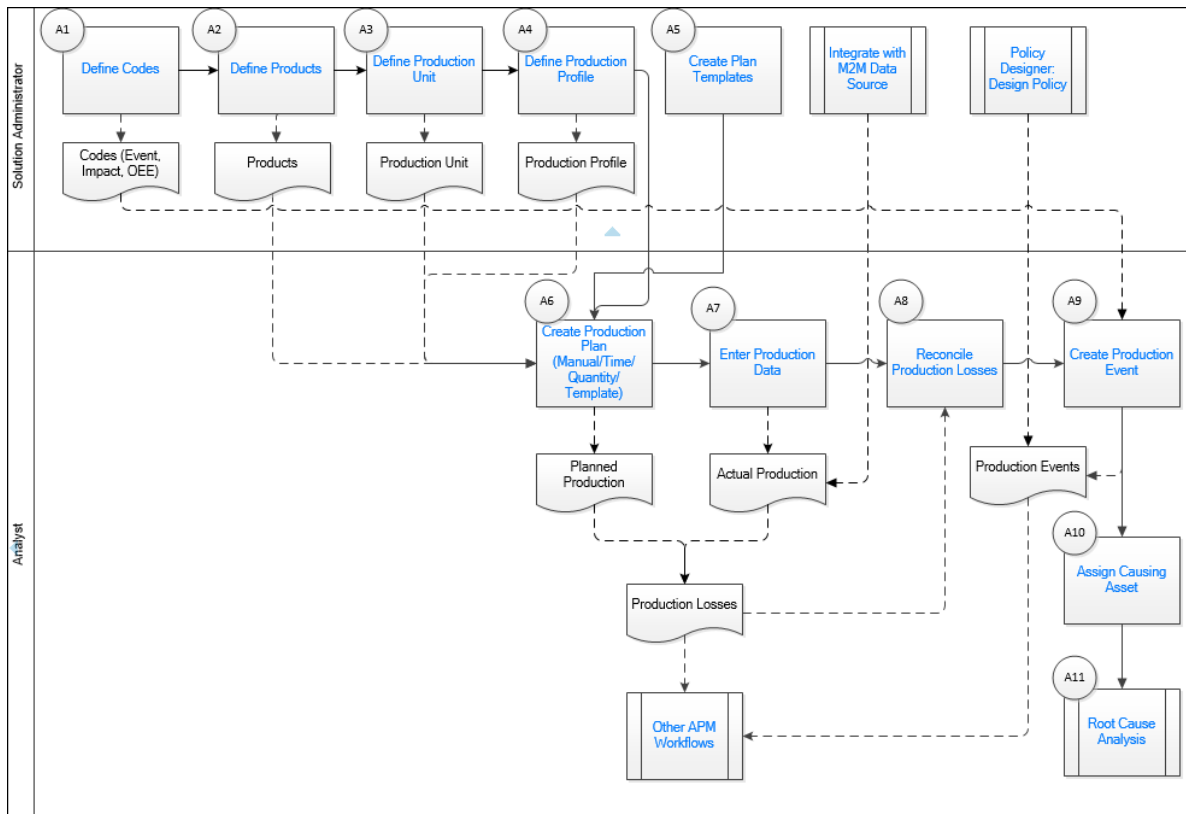 Solution Administrator
A1
Define Codes
A2
Define Products
A3
Define Production
Unit
A4
Define Production
Profile
A5
Create Plan
Templates
Integrate with
M2M Data
Source
Policy
Designer:
Design Policy
Codes (Event,
Impact, OEE)
Products
Production Unit
Production Profile
Analyst
A6
Create Production
Plan
(Manual/Time/
Quantity/
Template)
A7
Enter Production
Data
A8
Reconcile
Production Losses
A9
Create Production
Event
Planned
Production
Actual Production
Production Events
A10
Assign Causing
Asset
Production Losses
A11
Root Cause
Analysis
Other APM
Workflows